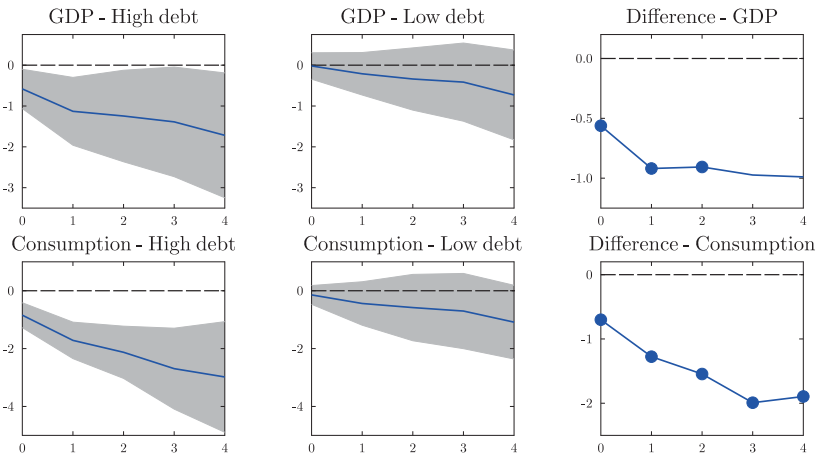 GDP - High debt
GDP - Low debt
Difference - GDP
0
-1
-2
-3
0 1 2 3 4
0
-1
-2
-3
0 1 2 3 4
0.0
-0.5
-1.0
0 1 2 3 4
Consumption - High debt
Consumption - Low debt
Difference - Consumption
0
-2
-4
0 1 2 3 4
0
-2
-4
0 1 2 3 4
0
-1
-2
0 1 2 3 4